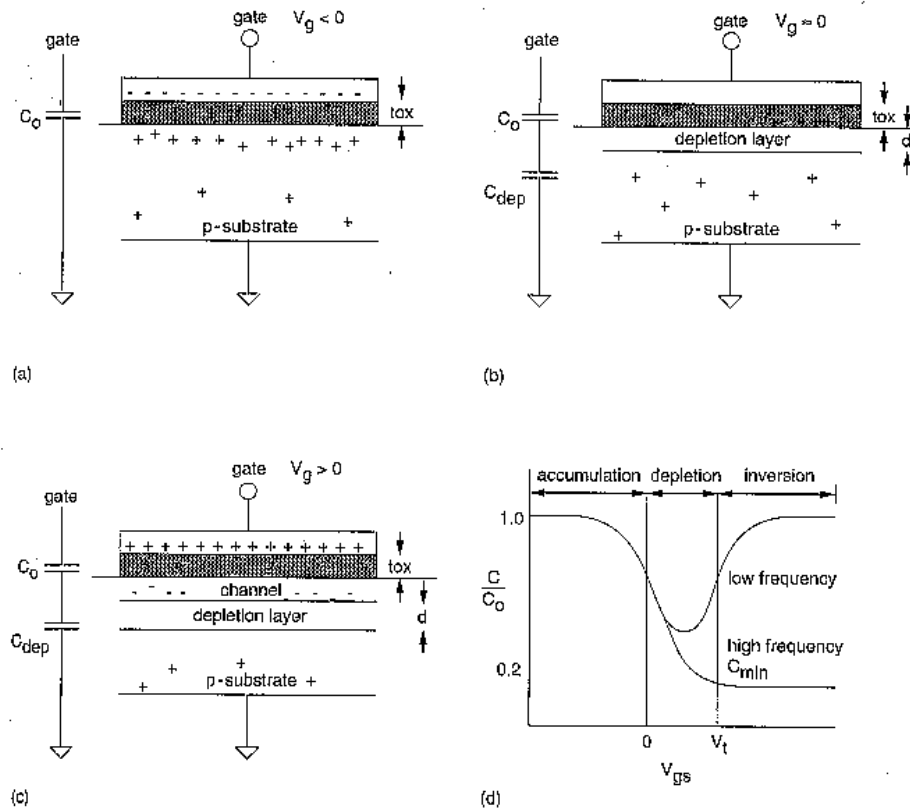 gate V_g < 0
gate
C_o
tox
p-substrate
(a)
gate V_g ≈ 0
gate
C_o
tox
d
depletion layer
C_dep
p-substrate
(b)
gate V_g > 0
gate
C_o
tox
channel
depletion layer
d
C_dep
p-substrate
(c)
accumulation depletion inversion
1.0
C/C_o
low frequency
high frequency
0.2
C_min
0 V_t
V_gs
(d)